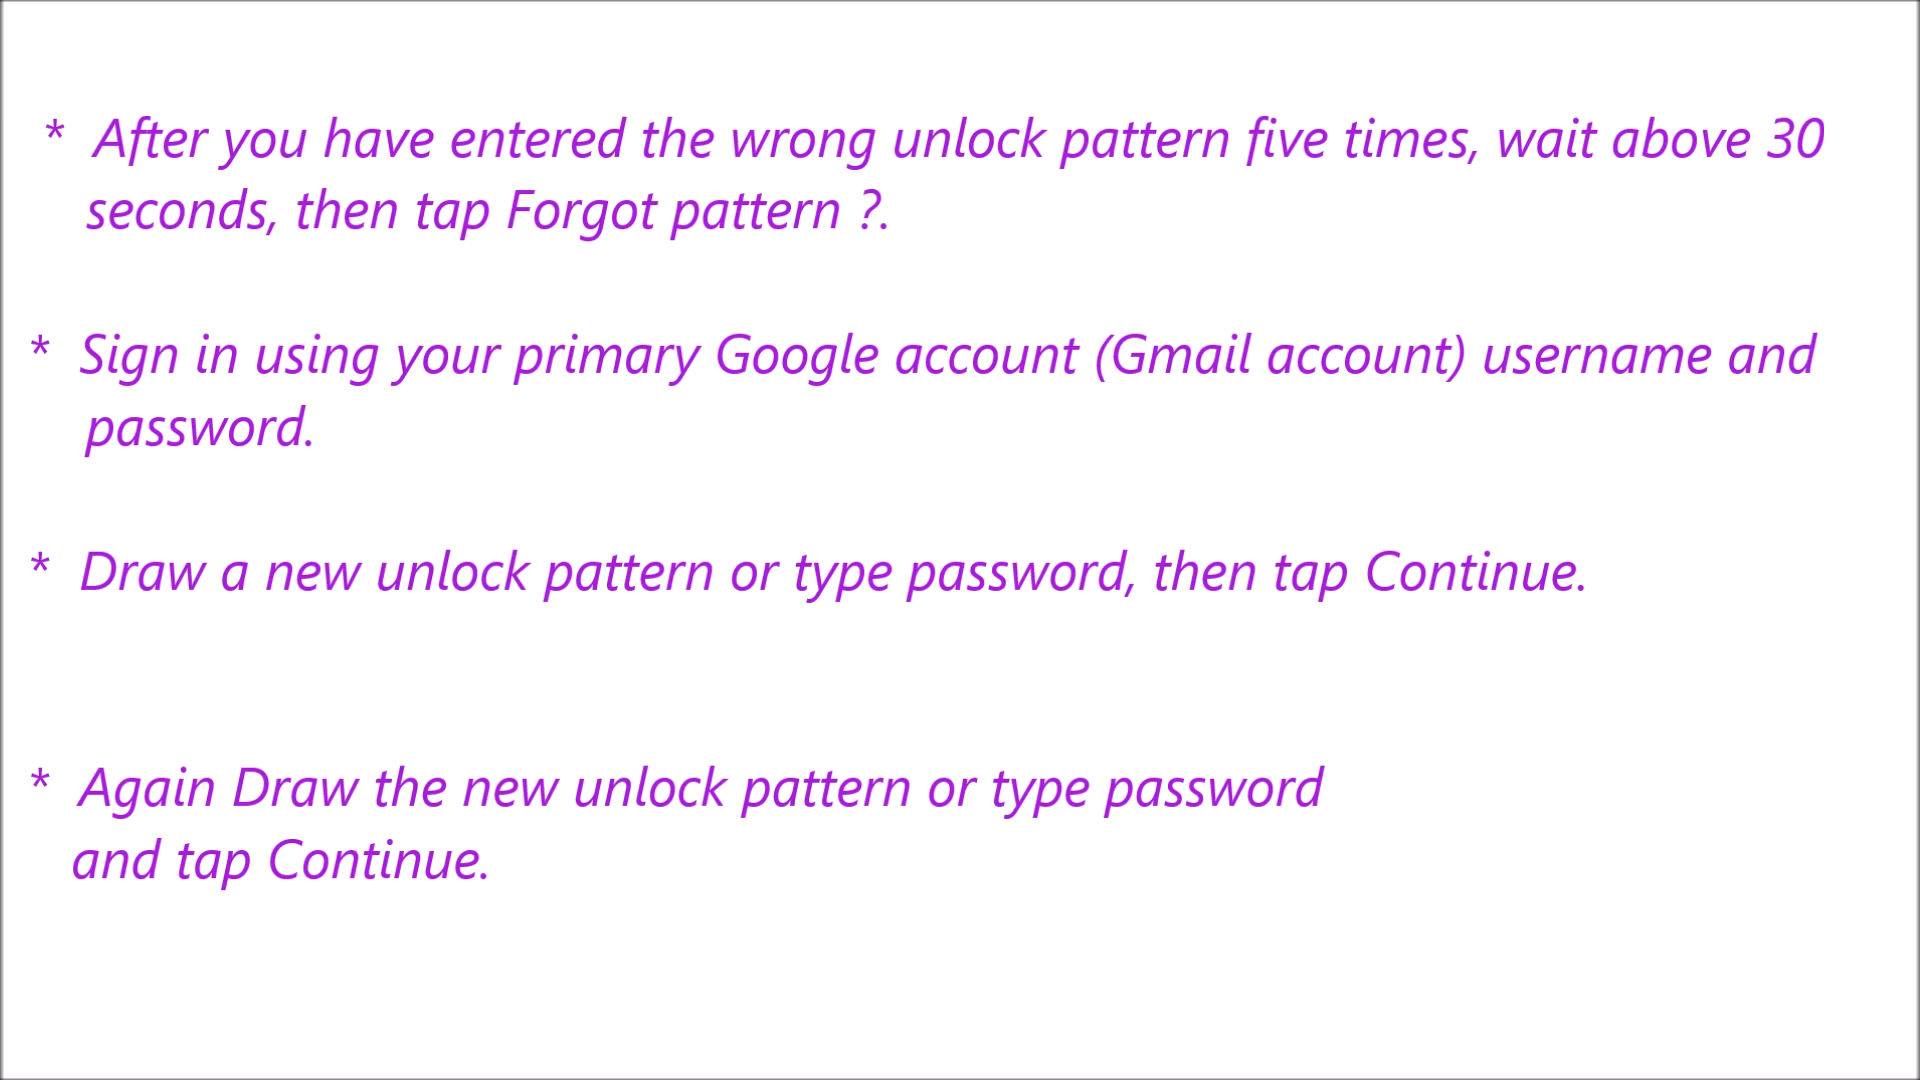 * After you have entered the wrong unlock pattern five times, wait above 30
seconds, then tap Forgot pattern ?.
* Sign in using your primary Google account (Gmail account) username and
password.
* Draw a new unlock pattern or type password, then tap Continue.
* Again Draw the new unlock pattern or type password
and tap Continue.